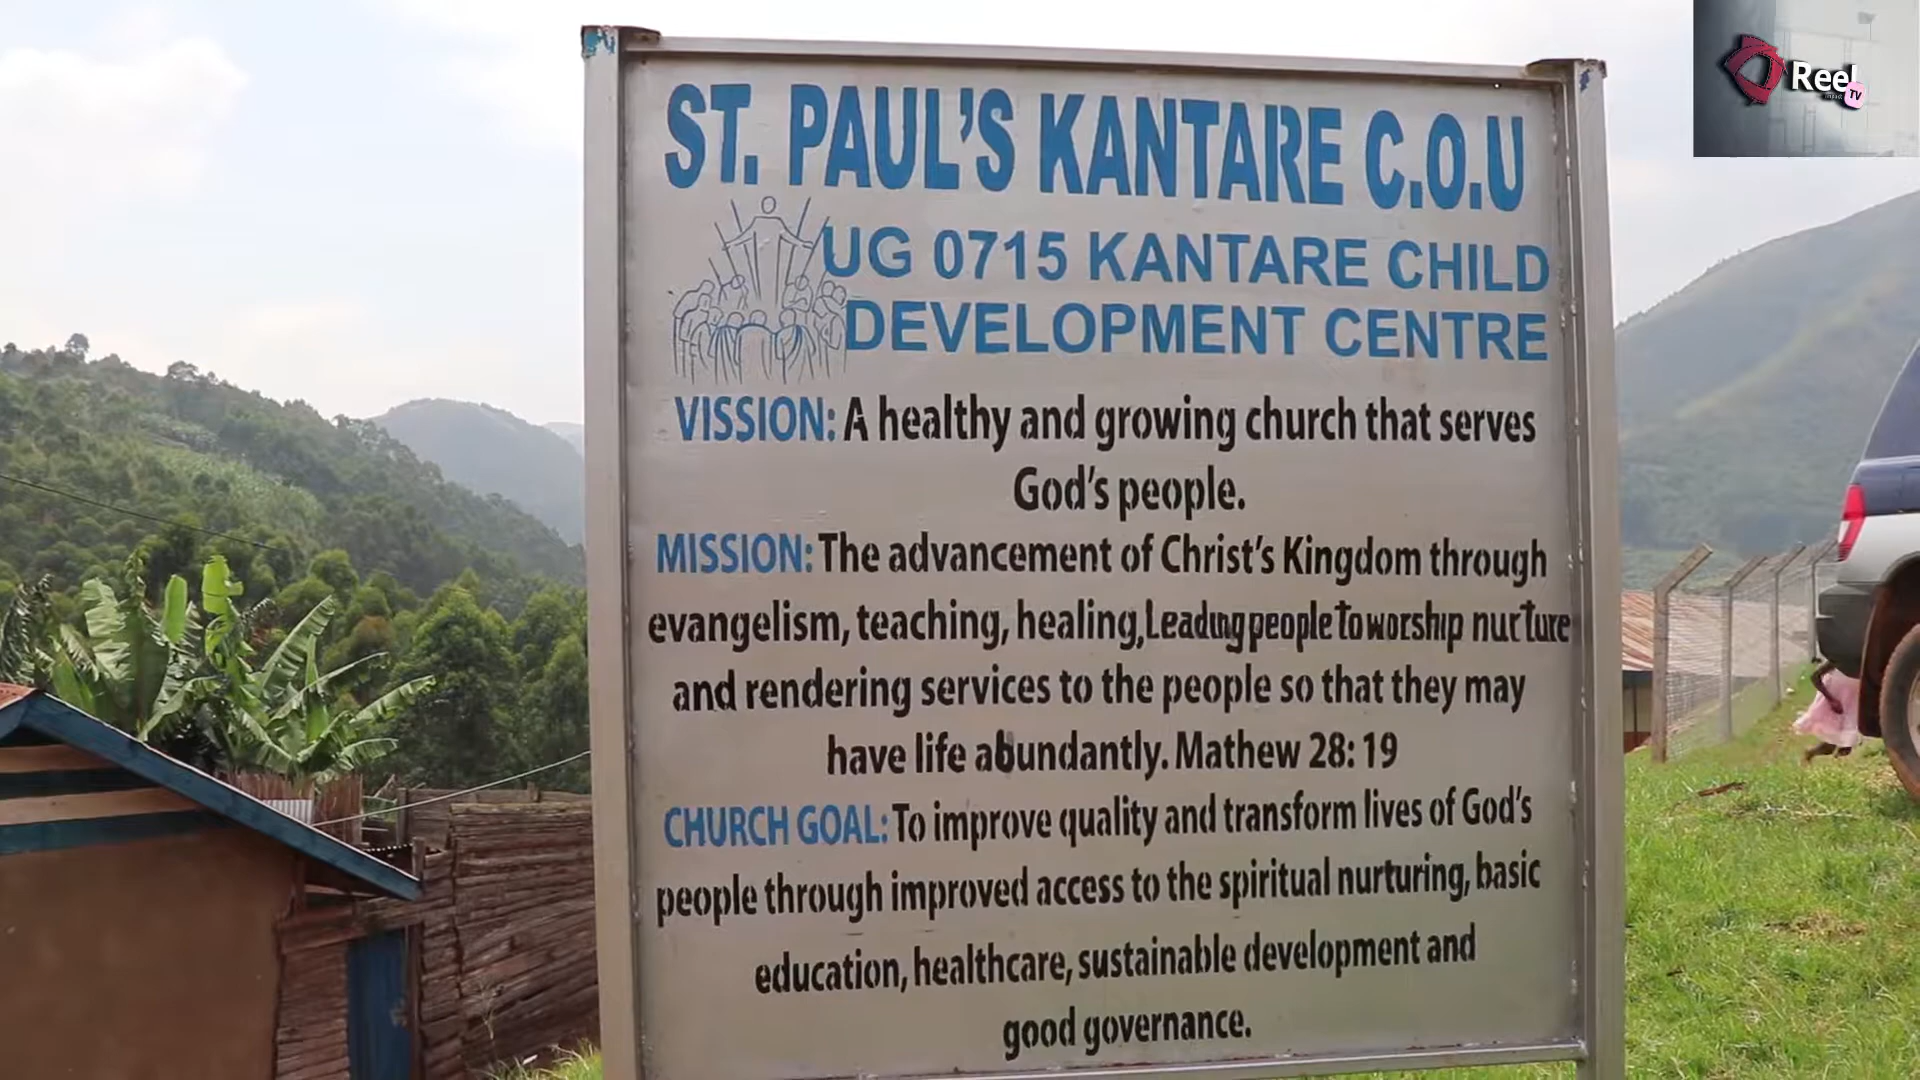 ST. PAUL'S KANTARE C.O.U
UG 0715 KANTARE CHILD
DEVELOPMENT CENTRE
VISSION: A healthy and growing church that serves
God's people.
MISSION: The advancement of Christ's Kingdom through
evangelism, teaching, healing, Leading people To worship nurTure
and rendering services to the people so that they may
have life abundantly. Mathew 28: 19
CHURCH GOAL: To improve quality and transform lives of God's
people through improved access to the spiritual nurturing, basic
education, healthcare, sustainable development and
good governance.
Reel
TV